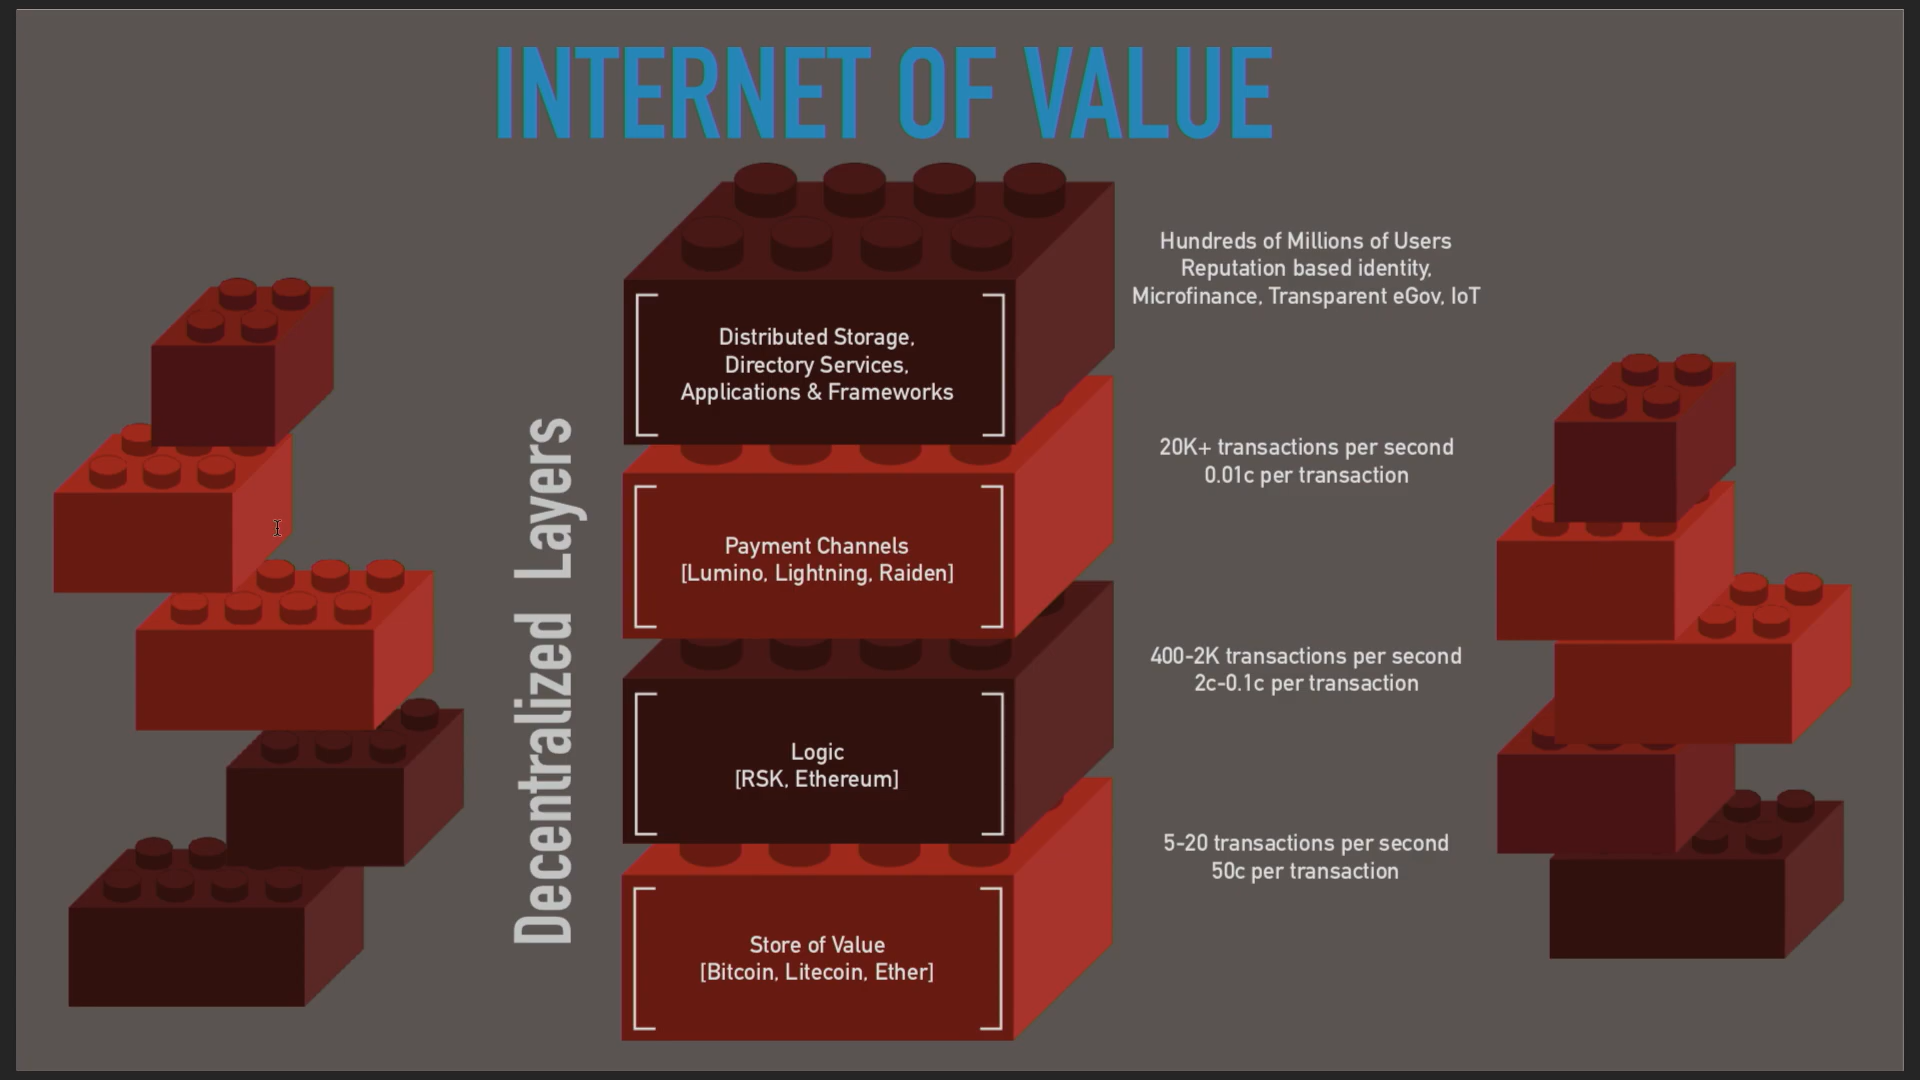 INTERNET OF VALUE
Decentralized Layers
Hundreds of Millions of Users
Reputation based identity,
Microfinance, Transparent eGov, IoT
Distributed Storage,
Directory Services,
Applications & Frameworks
20K+ transactions per second
0.01c per transaction
Payment Channels
[Lumino, Lightning, Raiden]
400-2K transactions per second
2c-0.1c per transaction
Logic
[RSK, Ethereum]
5-20 transactions per second
50c per transaction
Store of Value
[Bitcoin, Litecoin, Ether]